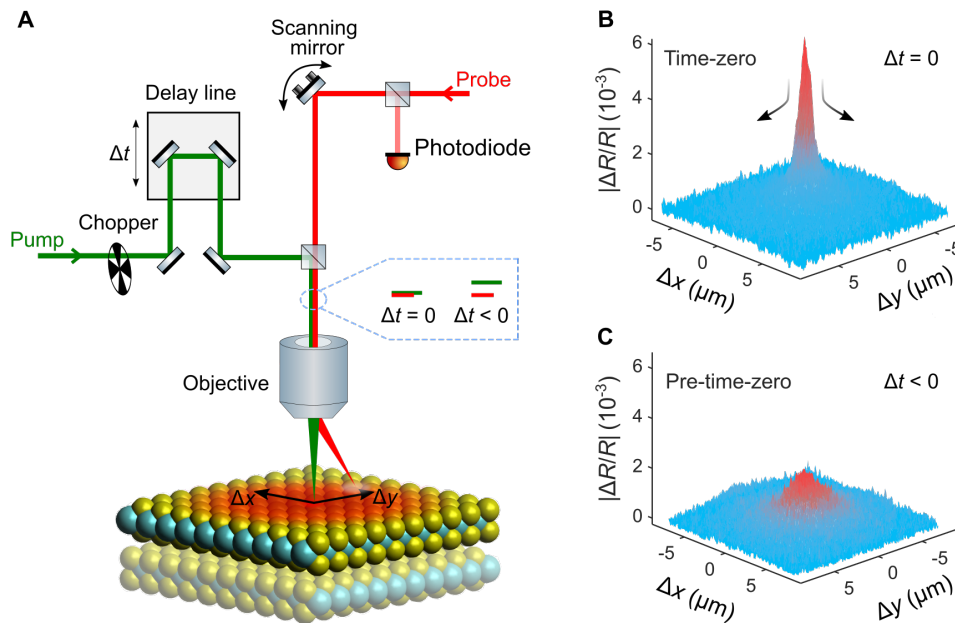 A
Scanning
mirror
Probe
Delay line
Δt
Photodiode
Chopper
Pump
Δt = 0
Δt < 0
Objective
Δx
Δy
B
Time-zero
Δt = 0
|ΔR/R| (10⁻³)
6
4
2
0
-5
0
5
Δx (μm)
5
0
-5
Δy (μm)
C
Pre-time-zero
Δt < 0
|ΔR/R| (10⁻³)
6
4
2
0
-5
0
5
Δx (μm)
5
0
-5
Δy (μm)